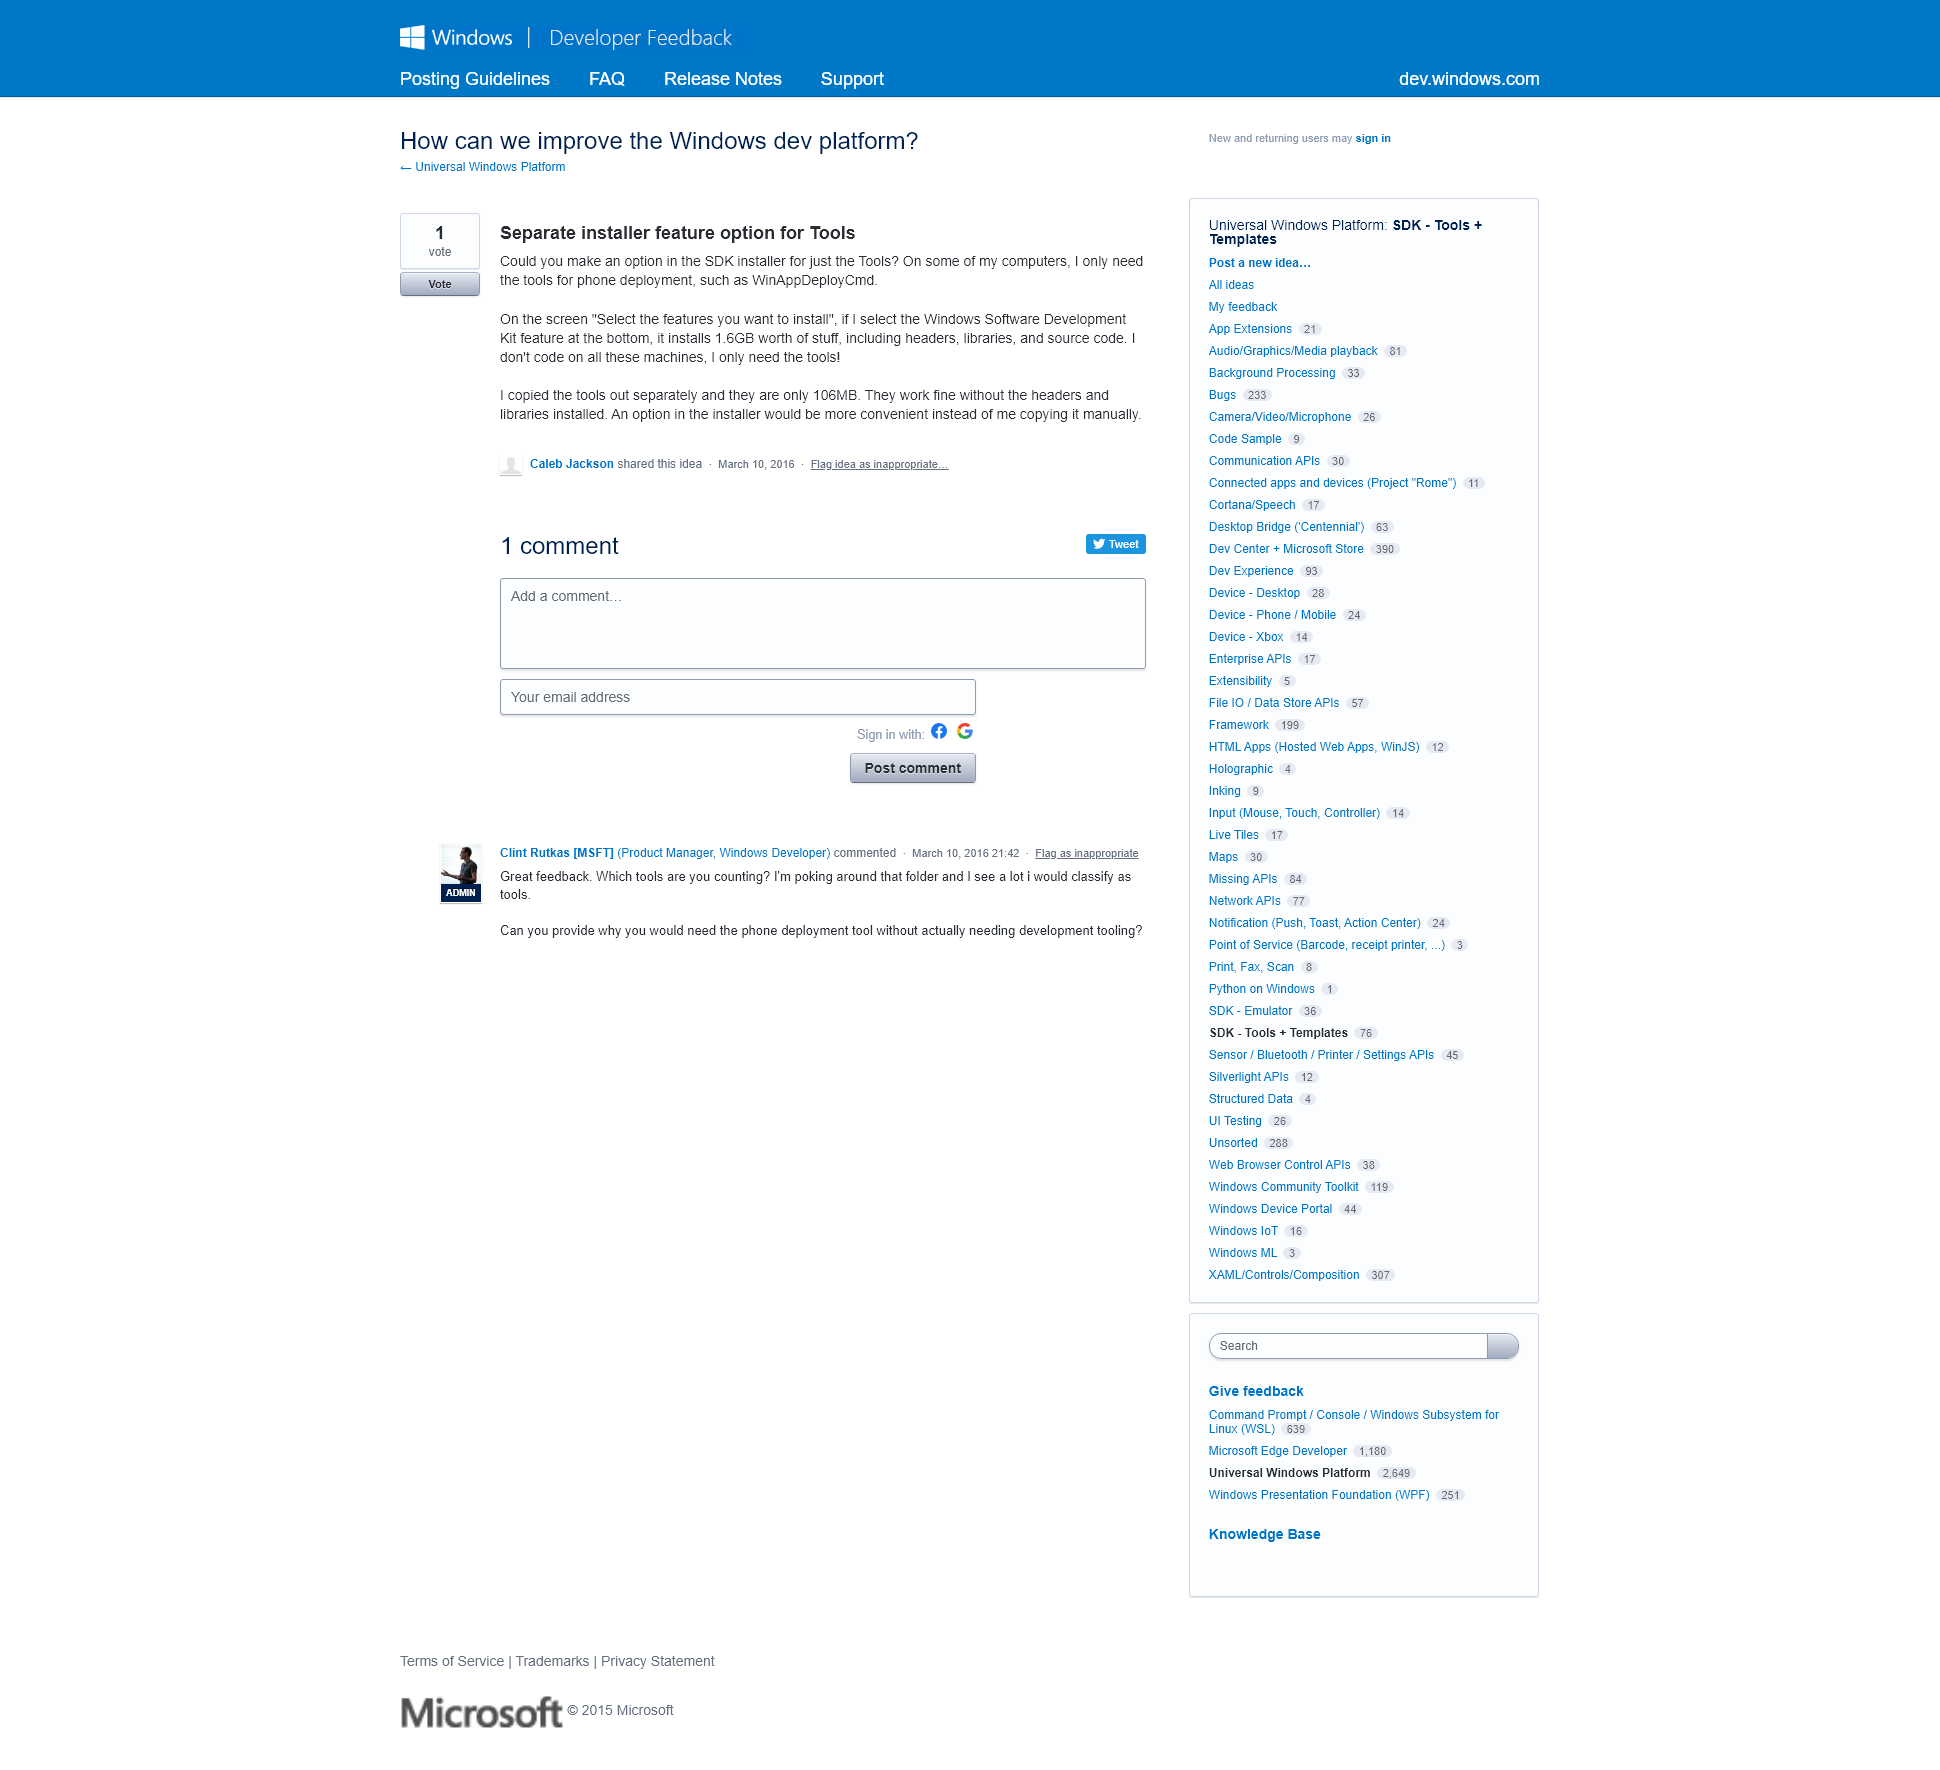 Windows | Developer Feedback
Posting Guidelines FAQ Release Notes Support dev.windows.com
How can we improve the Windows dev platform?
← Universal Windows Platform
New and returning users may sign in
1
vote
Vote
Separate installer feature option for Tools
Could you make an option in the SDK installer for just the Tools? On some of my computers, I only need
the tools for phone deployment, such as WinAppDeployCmd.
On the screen "Select the features you want to install", if I select the Windows Software Development
Kit feature at the bottom, it installs 1.6GB worth of stuff, including headers, libraries, and source code. I
don't code on all these machines, I only need the tools!
I copied the tools out separately and they are only 106MB. They work fine without the headers and
libraries installed. An option in the installer would be more convenient instead of me copying it manually.
Caleb Jackson shared this idea · March 10, 2016 · Flag idea as inappropriate…
1 comment
Tweet
Add a comment…
Your email address
Sign in with:
Post comment
ADMIN
Clint Rutkas [MSFT] (Product Manager, Windows Developer) commented · March 10, 2016 21:42 · Flag as inappropriate
Great feedback. Which tools are you counting? I'm poking around that folder and I see a lot i would classify as
tools.
Can you provide why you would need the phone deployment tool without actually needing development tooling?
Universal Windows Platform: SDK - Tools +
Templates
Post a new idea…
All ideas
My feedback
App Extensions 21
Audio/Graphics/Media playback 81
Background Processing 33
Bugs 233
Camera/Video/Microphone 26
Code Sample 9
Communication APIs 30
Connected apps and devices (Project "Rome") 11
Cortana/Speech 17
Desktop Bridge ('Centennial') 63
Dev Center + Microsoft Store 390
Dev Experience 93
Device - Desktop 28
Device - Phone / Mobile 24
Device - Xbox 14
Enterprise APIs 17
Extensibility 5
File IO / Data Store APIs 57
Framework 199
HTML Apps (Hosted Web Apps, WinJS) 12
Holographic 4
Inking 9
Input (Mouse, Touch, Controller) 14
Live Tiles 17
Maps 30
Missing APIs 84
Network APIs 77
Notification (Push, Toast, Action Center) 24
Point of Service (Barcode, receipt printer, ...) 3
Print, Fax, Scan 8
Python on Windows 1
SDK - Emulator 36
SDK - Tools + Templates 76
Sensor / Bluetooth / Printer / Settings APIs 45
Silverlight APIs 12
Structured Data 4
UI Testing 26
Unsorted 288
Web Browser Control APIs 38
Windows Community Toolkit 119
Windows Device Portal 44
Windows IoT 16
Windows ML 3
XAML/Controls/Composition 307
Search
Give feedback
Command Prompt / Console / Windows Subsystem for
Linux (WSL) 639
Microsoft Edge Developer 1,180
Universal Windows Platform 2,649
Windows Presentation Foundation (WPF) 251
Knowledge Base
Terms of Service | Trademarks | Privacy Statement
Microsoft © 2015 Microsoft